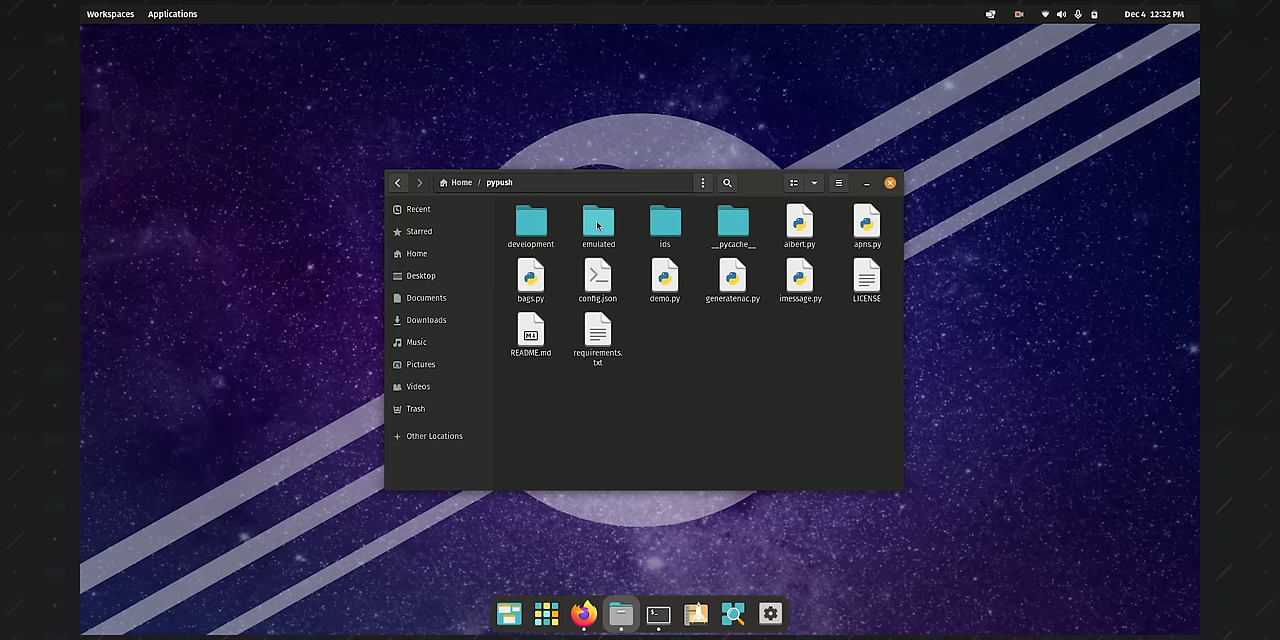 Workspaces Applications Dec 4 12:32 PM
Home / pypush
Recent
Starred
Home
Desktop
Documents
Downloads
Music
Pictures
Videos
Trash
Other Locations
development emulated ids __pycache__ albert.py apns.py
bags.py config.json demo.py generatenac.py imessage.py LICENSE
README.md requirements.
txt